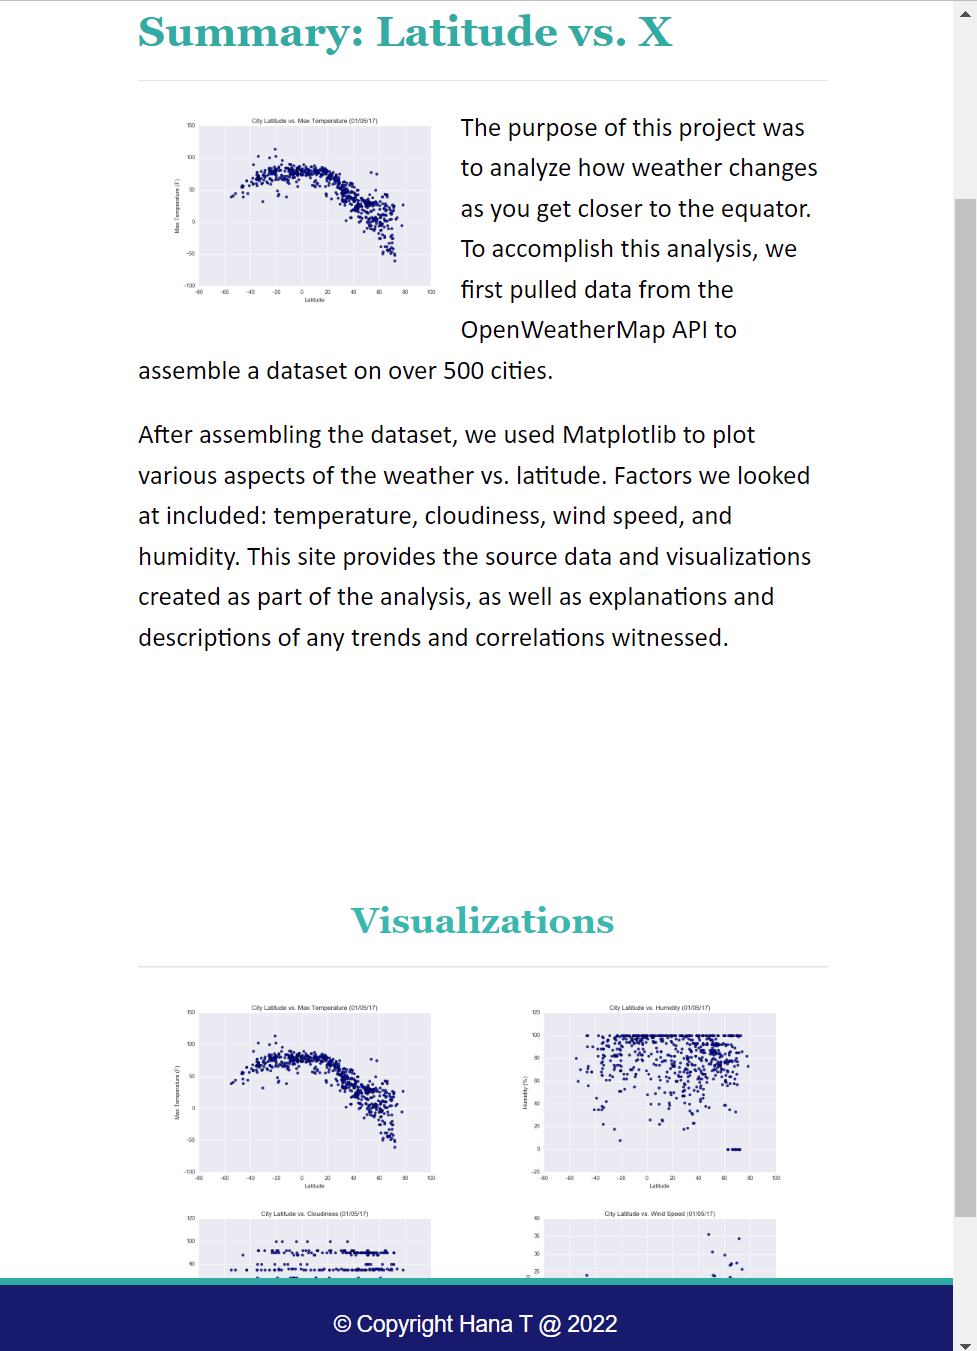 Summary: Latitude vs. X
City Latitude vs. Max Temperature (01/05/17)
150
100
50
0
-50
-100
Max Temperature (F)
-80 -60 -40 -20 0 20 40 60 80 100
Latitude
The purpose of this project was
to analyze how weather changes
as you get closer to the equator.
To accomplish this analysis, we
first pulled data from the
OpenWeatherMap API to
assemble a dataset on over 500 cities.
After assembling the dataset, we used Matplotlib to plot
various aspects of the weather vs. latitude. Factors we looked
at included: temperature, cloudiness, wind speed, and
humidity. This site provides the source data and visualizations
created as part of the analysis, as well as explanations and
descriptions of any trends and correlations witnessed.
Visualizations
City Latitude vs. Max Temperature (01/05/17)
150
100
50
0
-50
-100
Max Temperature (F)
-80 -60 -40 -20 0 20 40 60 80 100
Latitude
City Latitude vs. Humidity (01/05/17)
120
100
80
60
40
20
0
-20
Humidity (%)
-80 -60 -40 -20 0 20 40 60 80 100
Latitude
City Latitude vs. Cloudiness (01/05/17)
120
100
80
City Latitude vs. Wind Speed (01/05/17)
40
35
30
25
© Copyright Hana T @ 2022